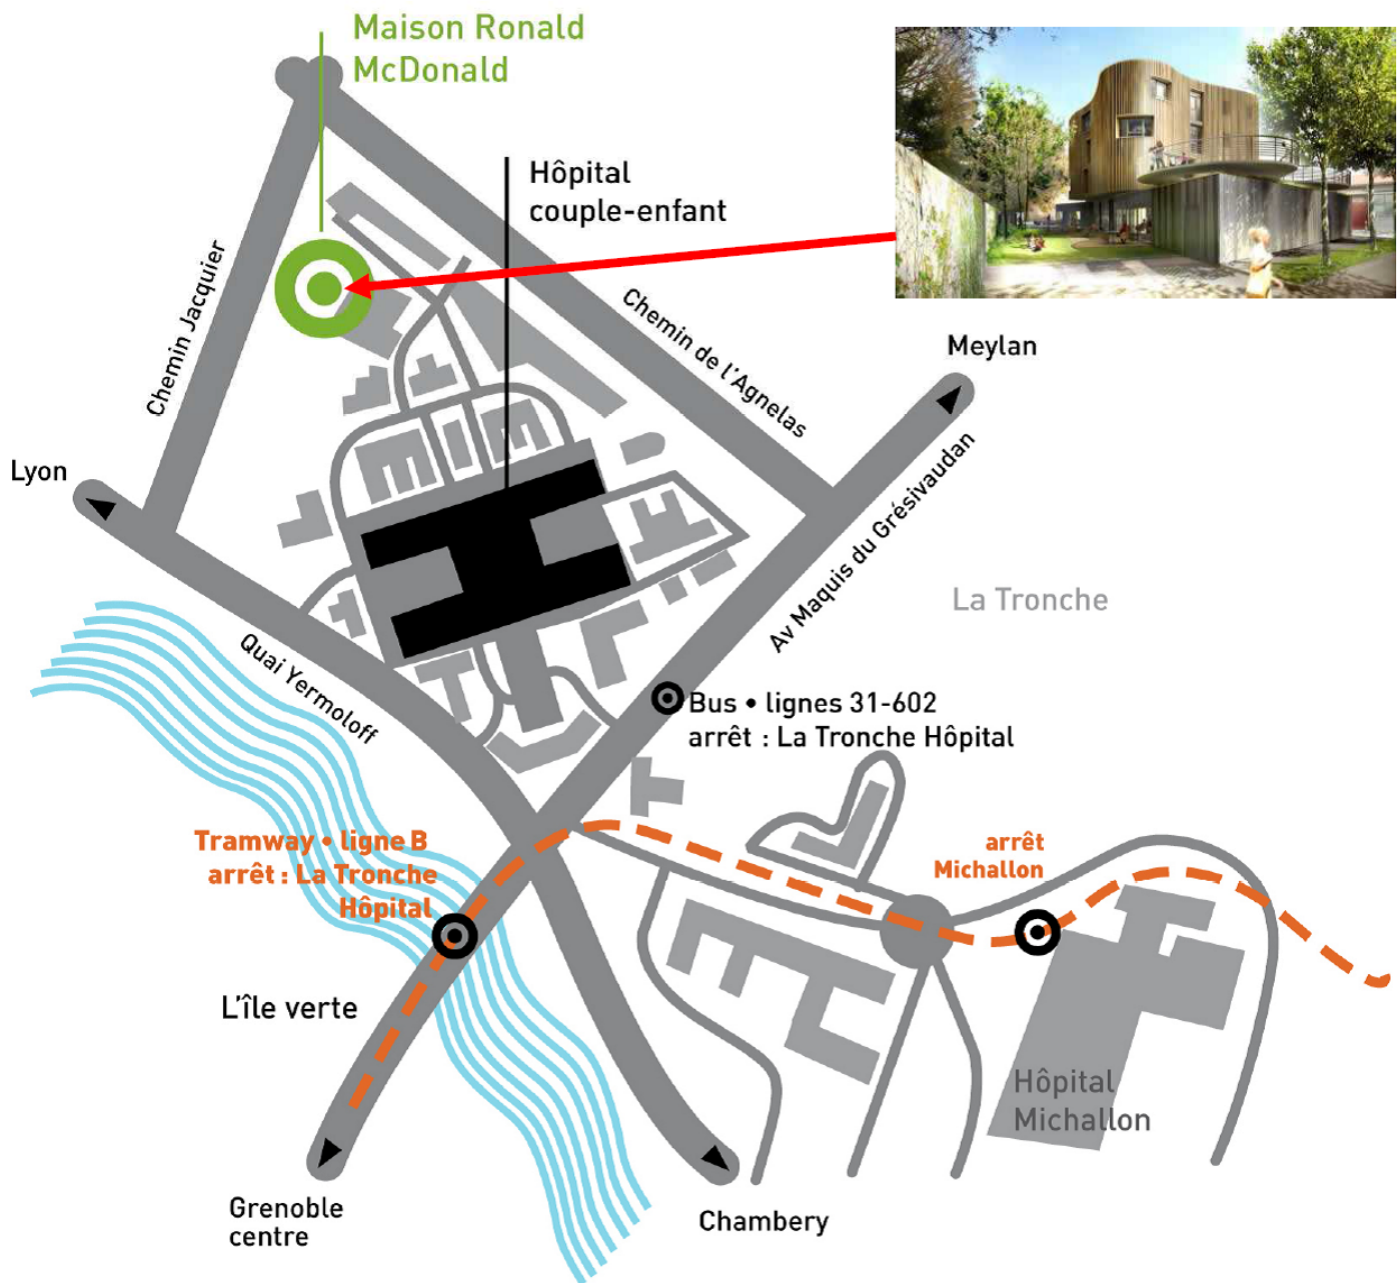 Maison Ronald
McDonald
Hôpital
couple-enfant
Chemin Jacquier
Chemin de l'Agnelas
Meylan
Lyon
Av Maquis du Grésivaudan
La Tronche
Quai Yermoloff
Bus • lignes 31-602
arrêt : La Tronche Hôpital
Tramway • ligne B
arrêt : La Tronche
Hôpital
arrêt
Michallon
L'île verte
Hôpital
Michallon
Grenoble
centre
Chambery